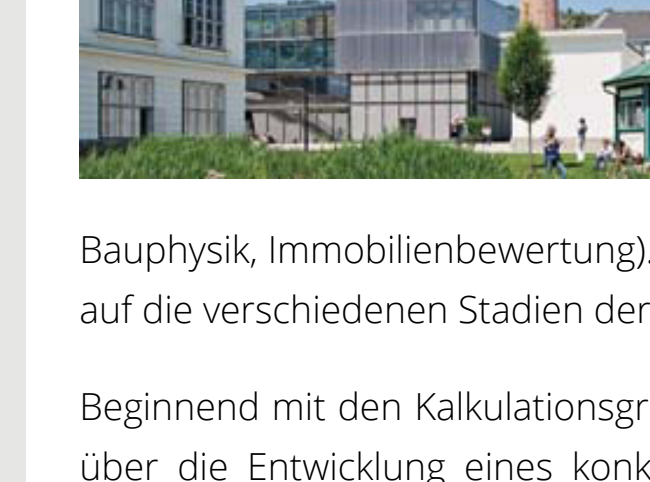 Bauphysik, Immobilienbewertung).
auf die verschiedenen Stadien der
Beginnend mit den Kalkulationsgr
über die Entwicklung eines konk